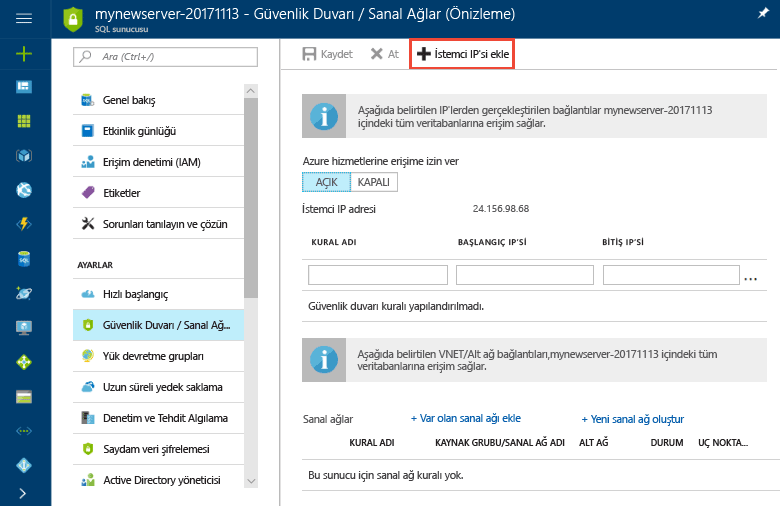 mynewserver-20171113 - Güvenlik Duvarı / Sanal Ağlar (Önizleme)
SQL sunucusu
Ara (Ctrl+/)
Kaydet
At
İstemci IP'si ekle
Genel bakış
Etkinlik günlüğü
Erişim denetimi (IAM)
Etiketler
Sorunları tanılayın ve çözün
AYARLAR
Hızlı başlangıç
Güvenlik Duvarı / Sanal Ağ...
Yük devretme grupları
Uzun süreli yedek saklama
Denetim ve Tehdit Algılama
Saydam veri şifrelemesi
Active Directory yöneticisi
Aşağıda belirtilen IP'lerden gerçekleştirilen bağlantılar mynewserver-20171113
içindeki tüm veritabanlarına erişim sağlar.
Azure hizmetlerine erişime izin ver
AÇIK KAPALI
İstemci IP adresi 24.156.98.68
KURAL ADI BAŞLANGIÇ IP'Sİ BİTİŞ IP'Sİ
...
Güvenlik duvarı kuralı yapılandırılmadı.
Aşağıda belirtilen VNET/Alt ağ bağlantıları,mynewserver-20171113 içindeki tüm
veritabanlarına erişim sağlar.
Sanal ağlar + Var olan sanal ağı ekle + Yeni sanal ağ oluştur
KURAL ADI KAYNAK GRUBU/SANAL AĞ ADI ALT AĞ DURUM UÇ NOKTA...
Bu sunucu için sanal ağ kuralı yok.